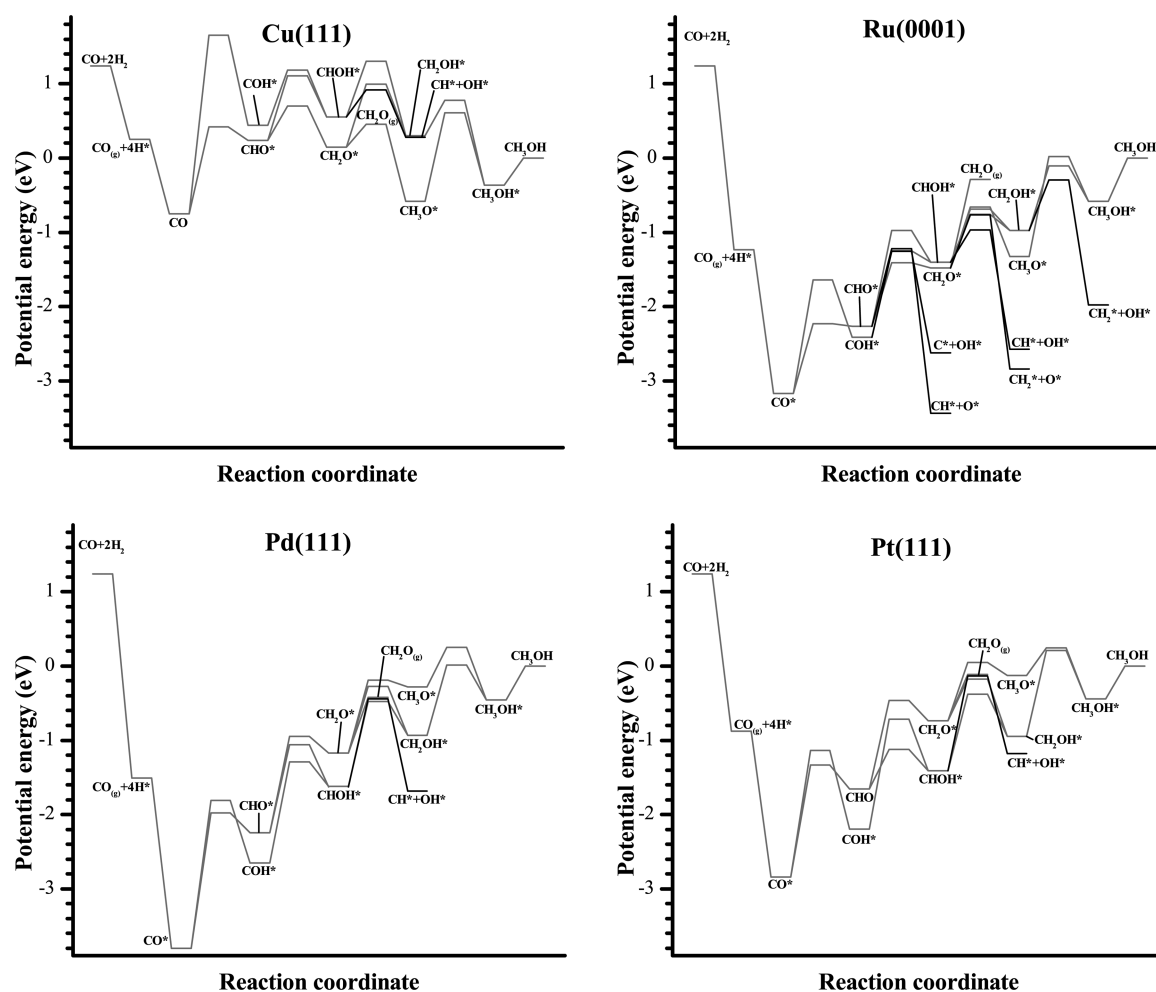 Cu(111)
CO+2H₂
CO(g)+4H*
CO
COH*
CHO*
CHOH*
CH₂O*
CH₂O(g)
CH₂OH*
CH*+OH*
CH₃O*
CH₃OH*
CH₃OH
1
0
-1
-2
-3
Potential energy (eV)
Reaction coordinate
Ru(0001)
CO+2H₂
CO(g)+4H*
CO*
CHO*
COH*
CHOH*
CH₂O*
C*+OH*
CH*+O*
CH₂O(g)
CH₂OH*
CH₃O*
CH*+OH*
CH₂*+O*
CH₂*+OH*
CH₃OH*
CH₃OH
1
0
-1
-2
-3
Potential energy (eV)
Reaction coordinate
Pd(111)
CO+2H₂
CO(g)+4H*
CO*
CHO*
COH*
CH₂O*
CHOH*
CH₂O(g)
CH₃O*
CH₂OH*
CH*+OH*
CH₃OH*
CH₃OH
1
0
-1
-2
-3
Potential energy (eV)
Reaction coordinate
Pt(111)
CO+2H₂
CO(g)+4H*
CO*
CHO
COH*
CH₂O*
CHOH*
CH₂O(g)
CH₃O*
CH₂OH*
CH*+OH*
CH₃OH*
CH₃OH
1
0
-1
-2
-3
Potential energy (eV)
Reaction coordinate